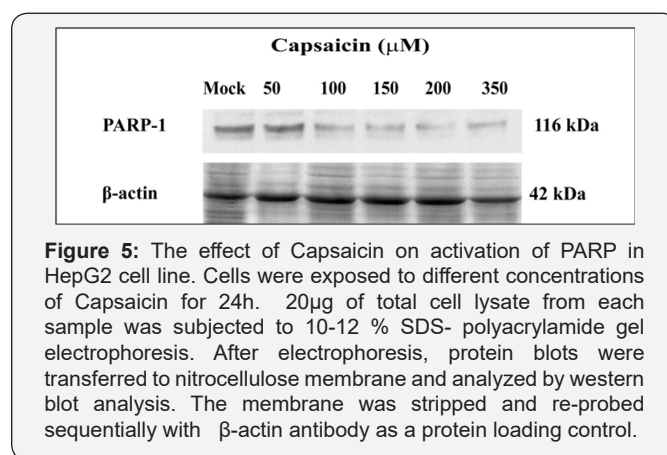 Capsaicin (μM)
Mock 50 100 150 200 350
PARP-1 116 kDa
β-actin 42 kDa
Figure 5: The effect of Capsaicin on activation of PARP in
HepG2 cell line. Cells were exposed to different concentrations
of Capsaicin for 24h. 20μg of total cell lysate from each
sample was subjected to 10-12 % SDS- polyacrylamide gel
electrophoresis. After electrophoresis, protein blots were
transferred to nitrocellulose membrane and analyzed by western
blot analysis. The membrane was stripped and re-probed
sequentially with β-actin antibody as a protein loading control.